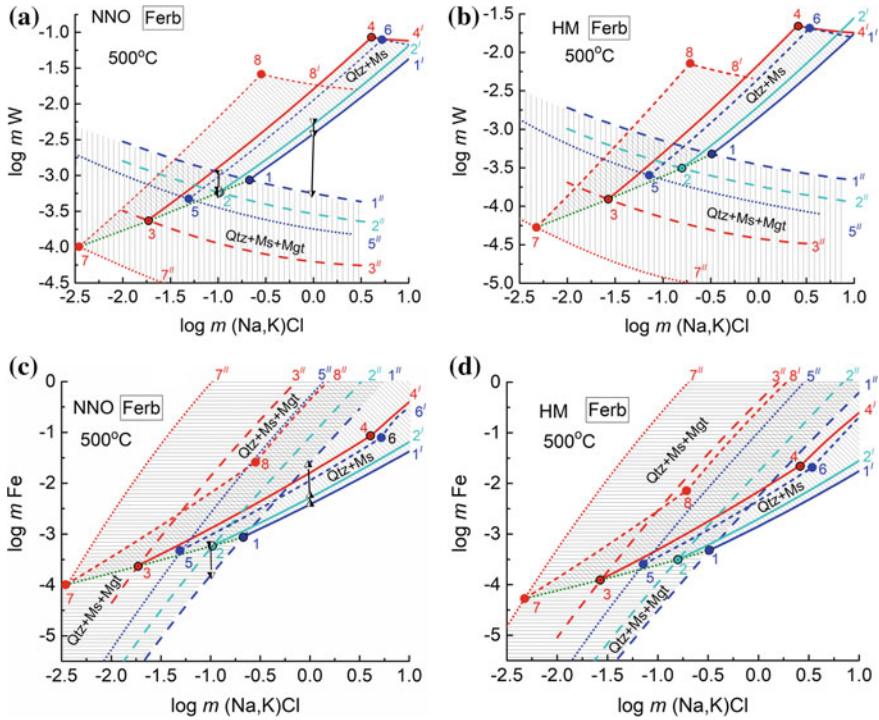 (a) NNO Ferb
500°C
-1.0
-1.5
-2.0
-2.5
-3.0
-3.5
-4.0
-4.5
log m W
-2.5 -2.0 -1.5 -1.0 -0.5 0.0 0.5 1.0
log m (Na,K)Cl
4 6 4/
8 8/ 2/
1/
Qtz+Ms
1 2 5 3 7
1//
2//
5//
3//
7//
Qtz+Ms+Mgt
(b) HM Ferb
500°C
-1.5
-2.0
-2.5
-3.0
-3.5
-4.0
-4.5
-5.0
log m W
-2.5 -2.0 -1.5 -1.0 -0.5 0.0 0.5 1.0
log m (Na,K)Cl
4 6 2/
4/
1/
8 8/
Qtz+Ms
1 2 5 3 7
1//
2//
5//
3//
7//
Qtz+Ms+Mgt
(c) NNO Ferb
500°C
0
-1
-2
-3
-4
-5
log m Fe
-2.5 -2.0 -1.5 -1.0 -0.5 0.0 0.5 1.0
log m (Na,K)Cl
7// 3// 5// 8// 2// 1//
4/
6/
2/
1/
4 6 8
Qtz+Ms+Mgt
Qtz+Ms
1 2 5 3 7
Qtz+Ms+Mgt
(d) HM Ferb
500°C
0
-1
-2
-3
-4
-5
log m Fe
-2.5 -2.0 -1.5 -1.0 -0.5 0.0 0.5 1.0
log m (Na,K)Cl
7// 5// 3// 8/ 2// 1//
4/
6/
2/
1/
4 6 8
Qtz+Ms+Mgt
Qtz+Ms
1 2 5 3 7
Qtz+Ms+Mgt